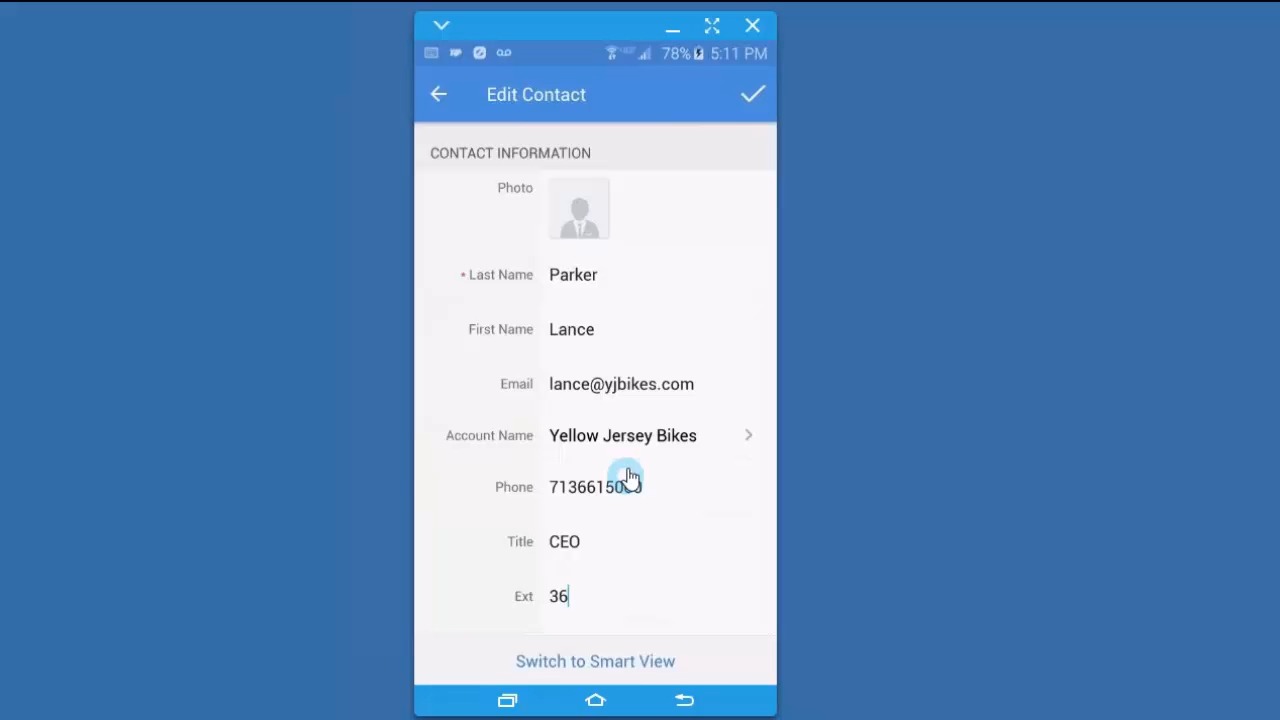 78% 5:11 PM
Edit Contact
CONTACT INFORMATION
Photo
* Last Name Parker
First Name Lance
Email lance@yjbikes.com
Account Name Yellow Jersey Bikes
Phone
Title CEO
Ext 36
Switch to Smart View